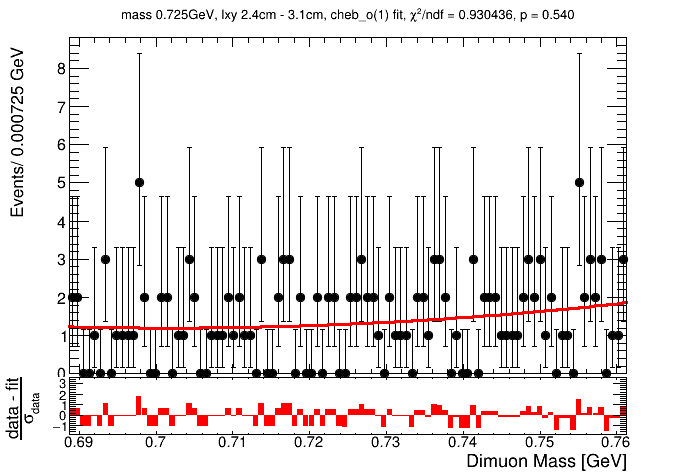 mass 0.725GeV, lxy 2.4cm - 3.1cm, cheb_o(1) fit, χ²/ndf = 0.930436, p = 0.540
Events/ 0.000725 GeV
8
7
6
5
4
3
2
1
0
data - fit
σdata
3
2
1
0
−1
0.69 0.7 0.71 0.72 0.73 0.74 0.75 0.76
Dimuon Mass [GeV]